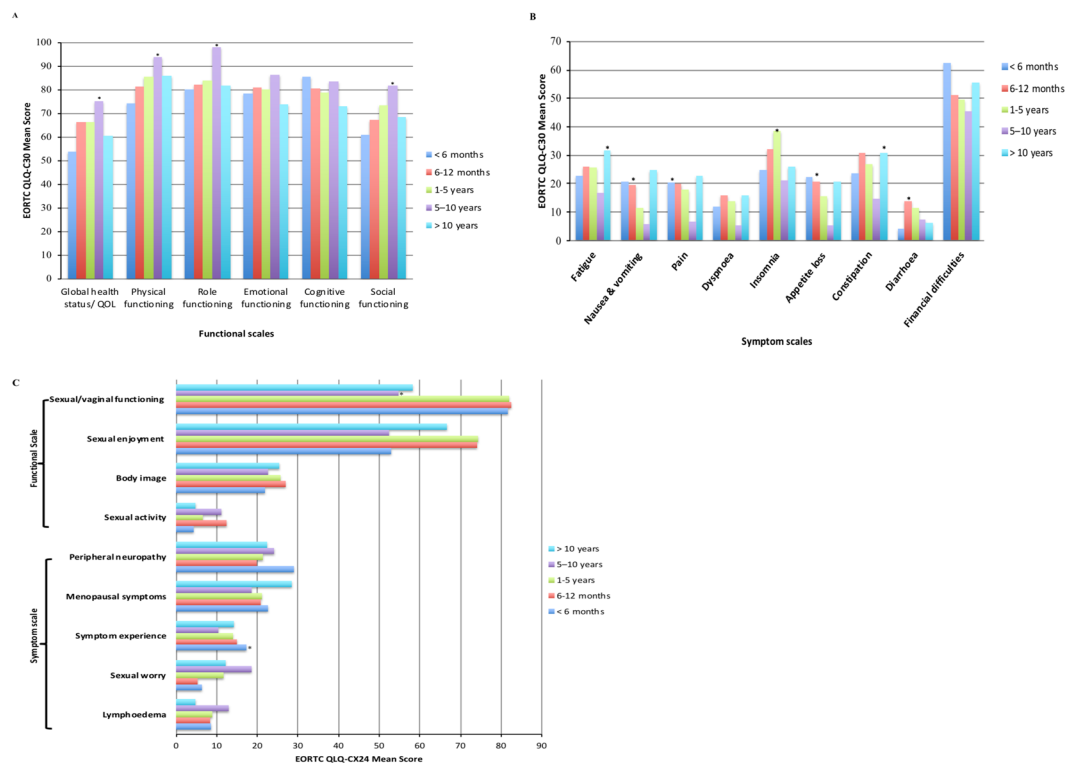 A
100
90
80
70
60
50
40
30
20
10
0
EORTC QLQ-C30 Mean Score
*
*
*
*
Global health status/ QOL
Physical functioning
Role functioning
Emotional functioning
Cognitive functioning
Social functioning
Functional scales
< 6 months
6-12 months
1-5 years
5–10 years
> 10 years
B
70
60
50
40
30
20
10
0
EORTC QLQ-C30 Mean Score
*
*
*
*
*
*
*
Fatigue
Nausea & vomiting
Pain
Dyspnoea
Insomnia
Appetite loss
Constipation
Diarrhoea
Financial difficulties
Symptom scales
< 6 months
6-12 months
1-5 years
5–10 years
> 10 years
C
Functional Scale
Sexual/vaginal functioning
*
Sexual enjoyment
Body image
Sexual activity
Symptom scale
Peripheral neuropathy
Menopausal symptoms
Symptom experience
*
Sexual worry
Lymphoedema
0 10 20 30 40 50 60 70 80 90
EORTC QLQ-CX24 Mean Score
> 10 years
5–10 years
1-5 years
6-12 months
< 6 months